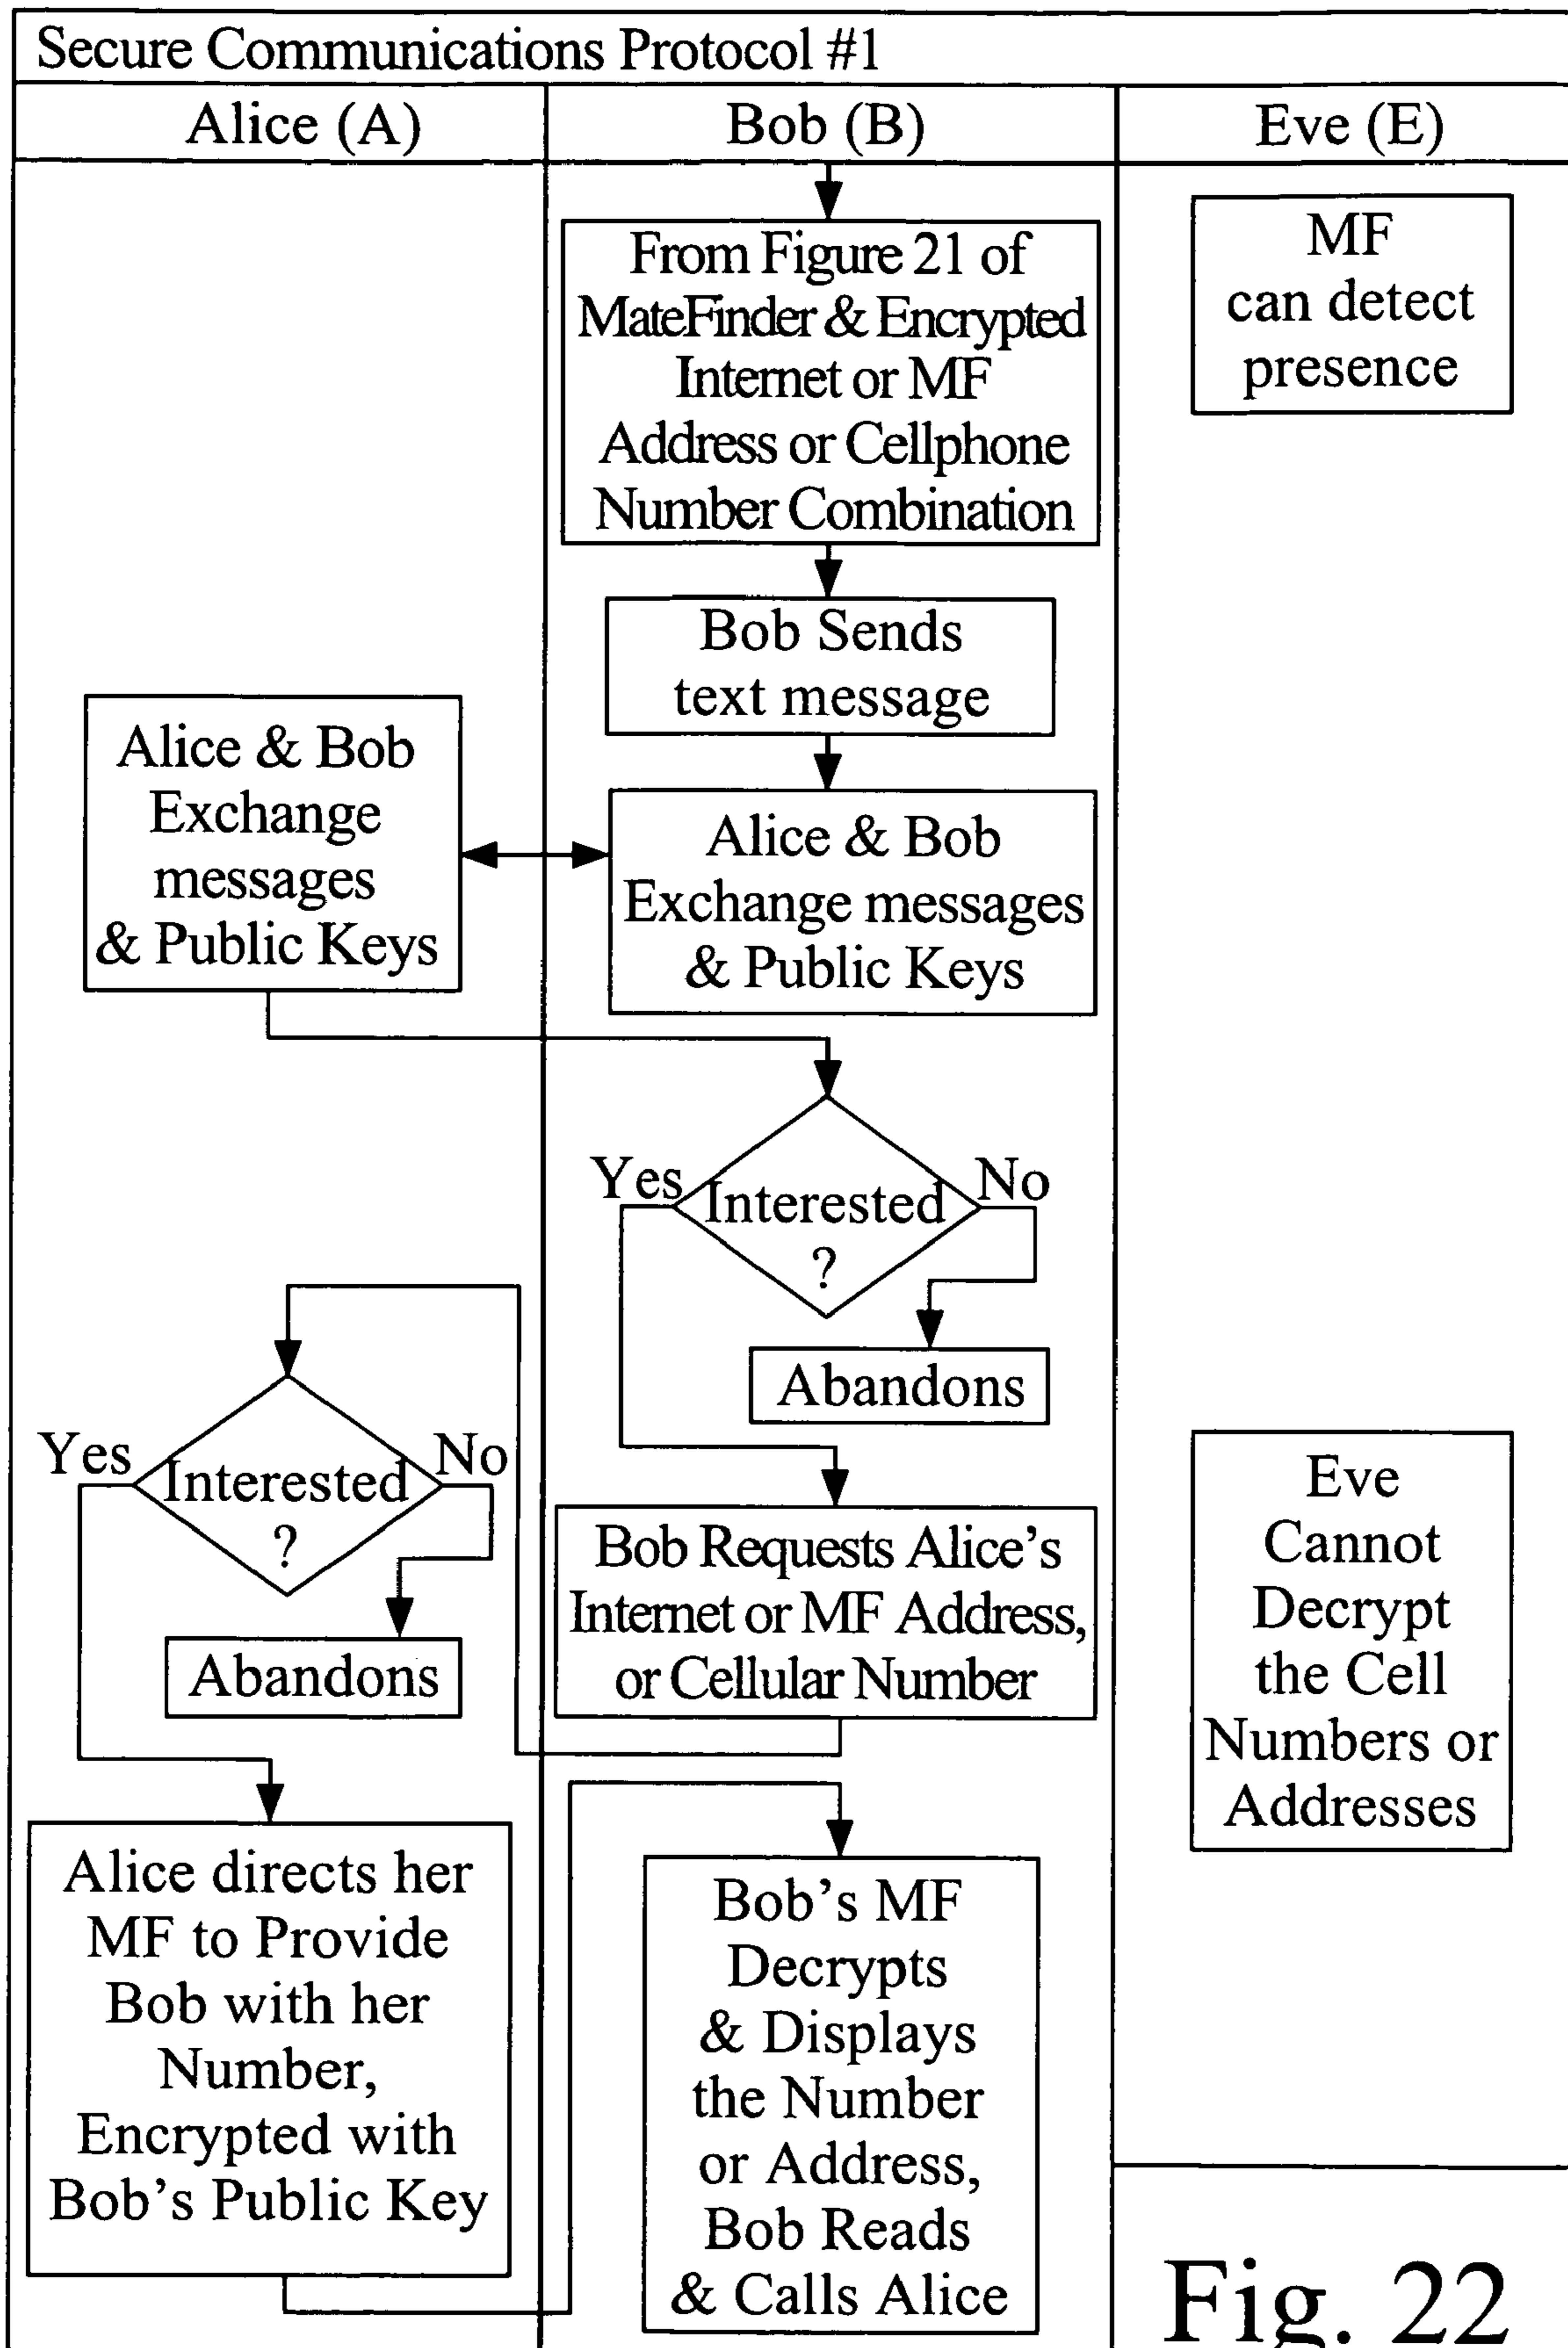 Secure Communications Protocol #1
Alice (A)
Bob (B)
Eve (E)
From Figure 21 of
MateFinder & Encrypted
Internet or MF
Address or Cellphone
Number Combination
MF
can detect
presence
Bob Sends
text message
Alice & Bob
Exchange
messages
& Public Keys
Alice & Bob
Exchange messages
& Public Keys
Yes
Interested
?
No
Abandons
Bob Requests Alice's
Internet or MF Address,
or Cellular Number
Yes
Interested
?
No
Abandons
Eve
Cannot
Decrypt
the Cell
Numbers or
Addresses
Alice directs her
MF to Provide
Bob with her
Number,
Encrypted with
Bob's Public Key
Bob's MF
Decrypts
& Displays
the Number
or Address,
Bob Reads
& Calls Alice
Fig. 22